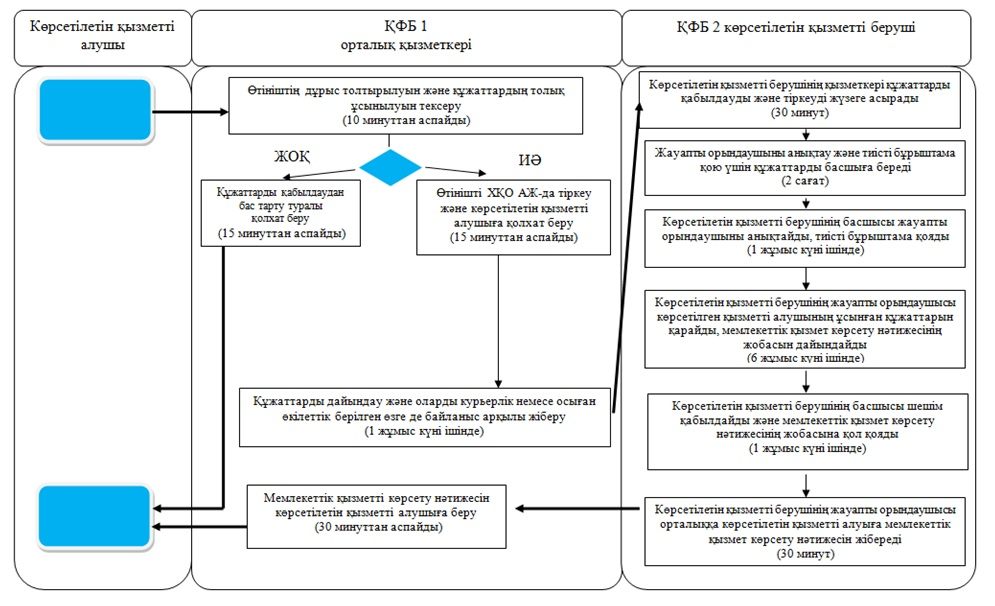 Көрсетілетін қызметті
алушы
ҚФБ 1
орталық қызметкері
ҚФБ 2 көрсетілетін қызметті беруші
Өтініштің дұрыс толтырылуын және құжаттардың толық
ұсынылуын тексеру
(10 минуттан аспайды)
ЖОҚ
ИӘ
Құжаттарды қабылдаудан
бас тарту туралы
қолхат беру
(15 минуттан аспайды)
Өтінішті ХҚО АЖ-да тіркеу
және көрсетілетін қызметті
алушыға қолхат беру
(15 минуттан аспайды)
Құжаттарды дайындау және оларды курьерлік немесе осыған
өкілеттік берілген өзге де байланыс арқылы жіберу
(1 жұмыс күні ішінде)
Көрсетілетін қызметті берушінің қызметкері құжаттарды
қабылдауды және тіркеуді жүзеге асырады
(30 минут)
Жауапты орындаушыны анықтау және тиісті бұрыштама
қою үшін құжаттарды басшыға береді
(2 сағат)
Көрсетілетін қызметті берушінің басшысы жауапты
орындаушыны анықтайды, тиісті бұрыштама қояды
(1 жұмыс күні ішінде)
Көрсетілетін қызметті берушінің жауапты орындаушысы
көрсетілген қызметті алушының ұсынған құжаттарын
қарайды, мемлекеттік қызмет көрсету нәтижесінің
жобасын дайындайды
(6 жұмыс күні ішінде)
Көрсетілетін қызметті берушінің басшысы шешім
қабылдайды және мемлекеттік қызмет көрсету
нәтижесінің жобасына қол қояды
(1 жұмыс күні ішінде)
Көрсетілетін қызметті берушінің жауапты орындаушысы
орталыққа көрсетілетін қызметті алуыға мемлекеттік
қызмет көрсету нәтижесін жібереді
(30 минут)
Мемлекеттік қызметті көрсету нәтижесін
көрсетілетін қызметті алушыға беру
(30 минуттан аспайды)